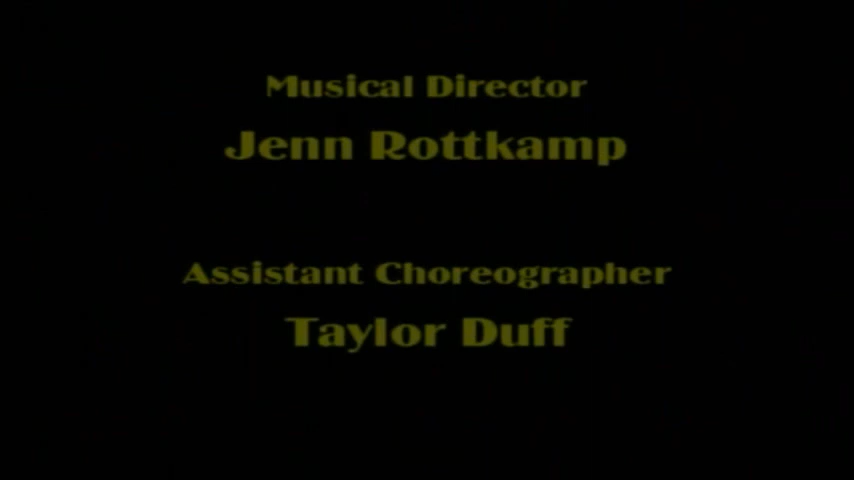 Musical Director
Jenn Rottkamp
Assistant Choreographer
Taylor Duff